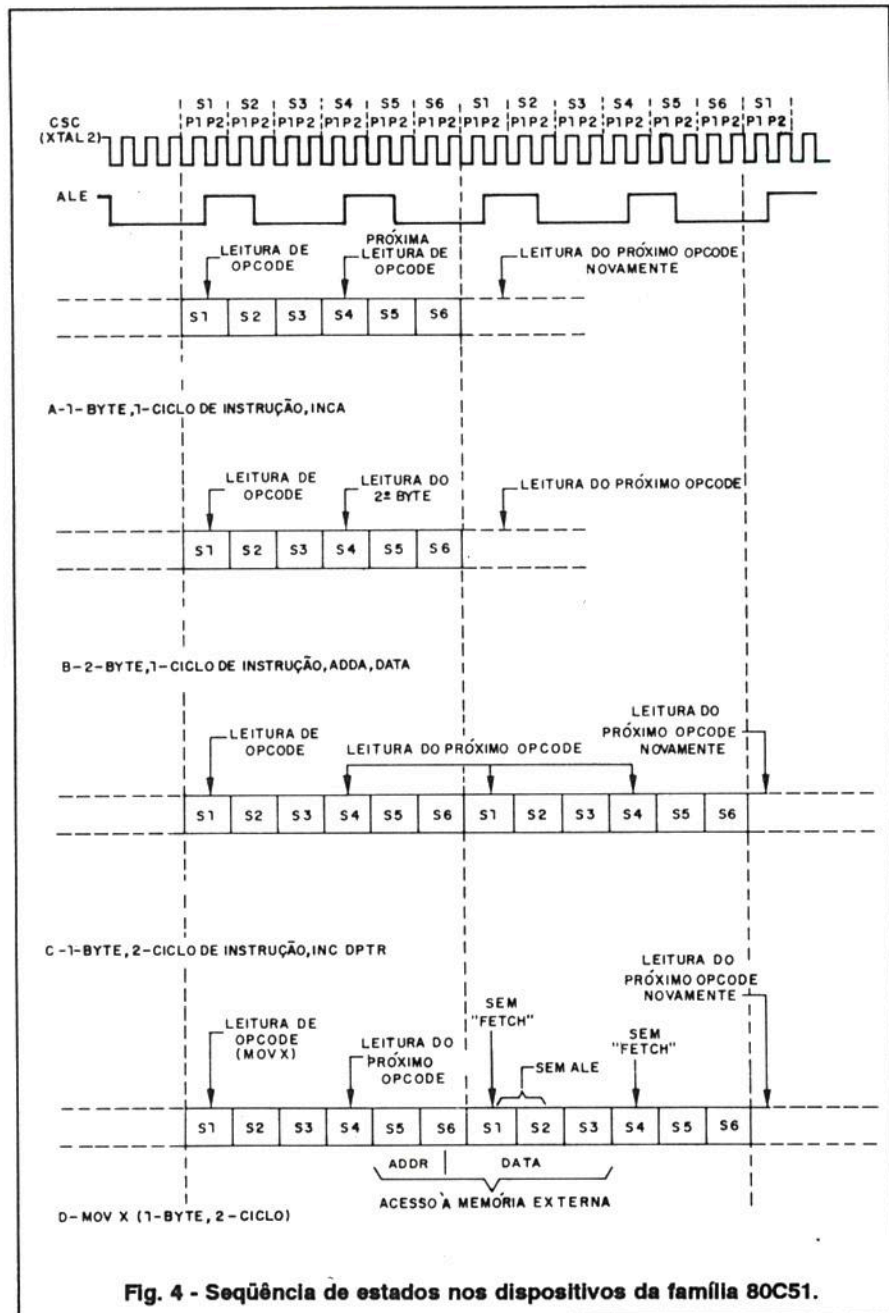 S1 S2 S3 S4 S5 S6 S1 S2 S3 S4 S5 S6 S1
CSC P1 P2 P1 P2 P1 P2 P1 P2 P1 P2 P1 P2 P1 P2 P1 P2 P1 P2 P1 P2 P1 P2 P1 P2 P1 P2
(XTAL 2)
ALE
LEITURA DE
OPCODE
PRÓXIMA
LEITURA DE
OPCODE
LEITURA DO PRÓXIMO OPCODE
NOVAMENTE
S1 S2 S3 S4 S5 S6
A-1-BYTE,1-CICLO DE INSTRUÇÃO,INCA
LEITURA DE
OPCODE
LEITURA DO
2º BYTE
LEITURA DO PRÓXIMO OPCODE
S1 S2 S3 S4 S5 S6
B-2-BYTE,1-CICLO DE INSTRUÇÃO,ADDA,DATA
LEITURA DE
OPCODE
LEITURA DO PRÓXIMO OPCODE
LEITURA DO
PRÓXIMO OPCODE
NOVAMENTE
S1 S2 S3 S4 S5 S6 S1 S2 S3 S4 S5 S6
C-1-BYTE,2-CICLO DE INSTRUÇÃO,INC DPTR
LEITURA DE
OPCODE
(MOVX)
LEITURA DO
PRÓXIMO
OPCODE
SEM
"FETCH"
SEM ALE
SEM
"FETCH"
LEITURA DO
PRÓXIMO OPCODE
NOVAMENTE
S1 S2 S3 S4 S5 S6 S1 S2 S3 S4 S5 S6
ADDR DATA
ACESSO À MEMÓRIA EXTERNA
D-MOV X (1-BYTE, 2-CICLO)
Fig. 4 - Seqüência de estados nos dispositivos da família 80C51.